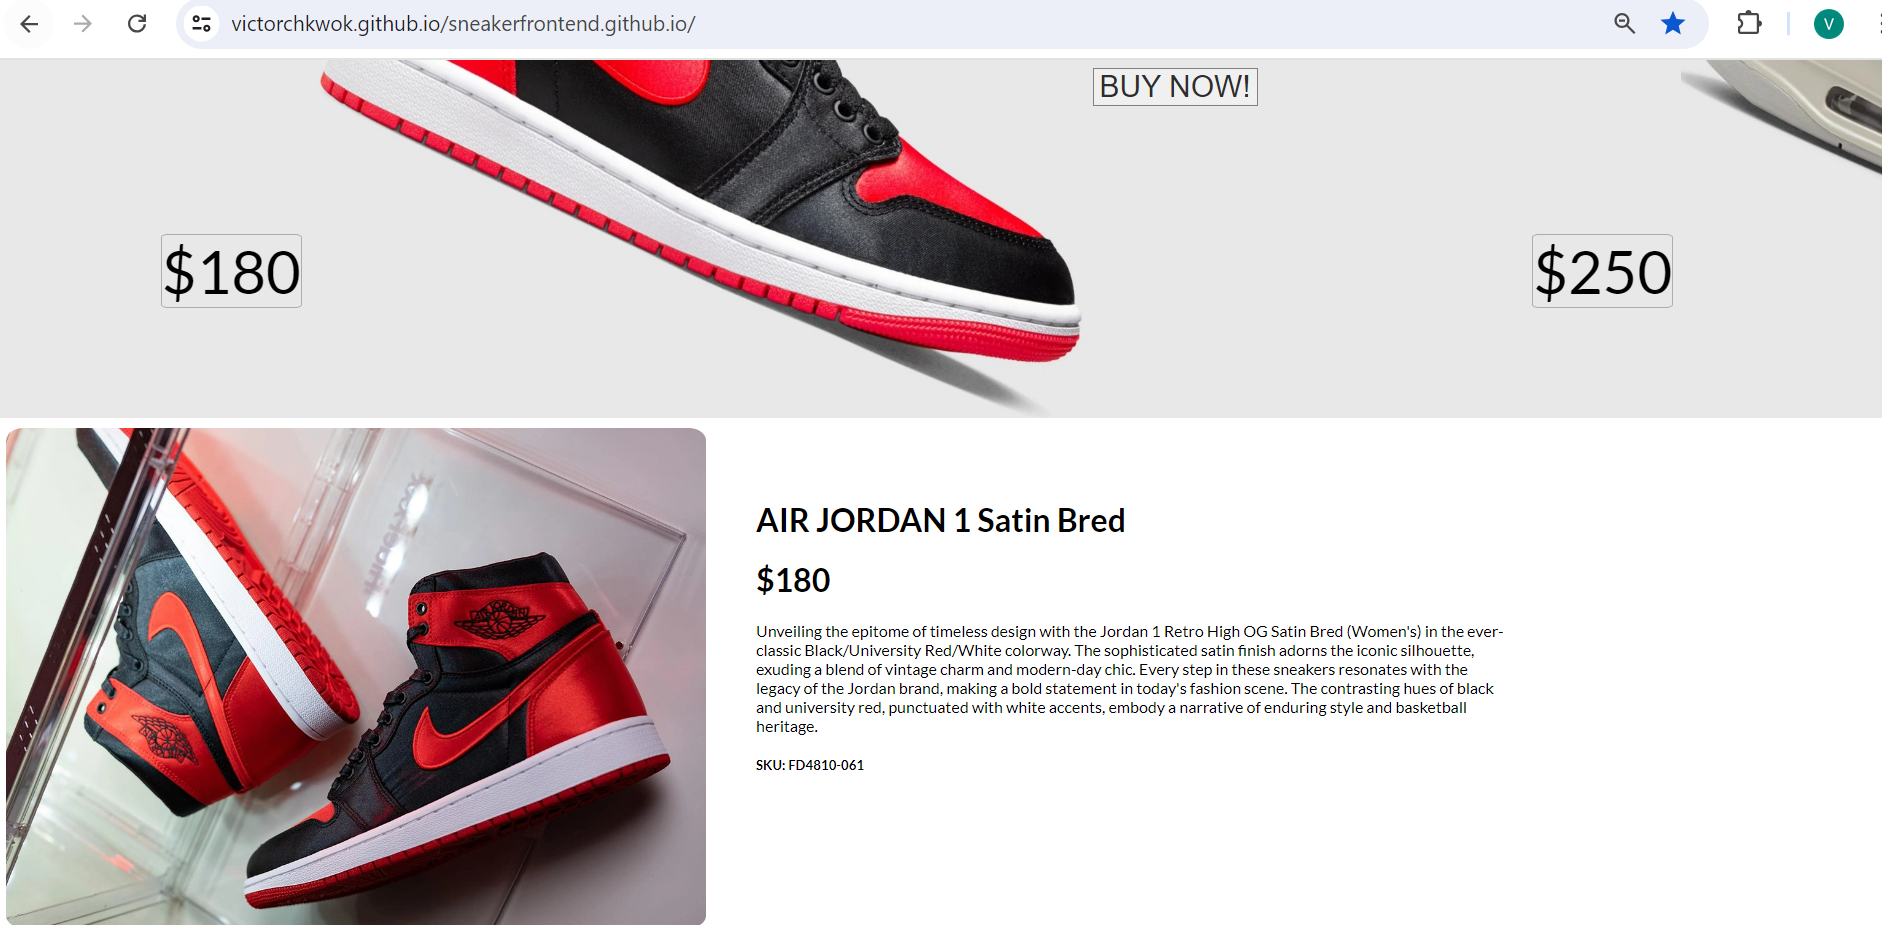 victorchkwok.github.io/sneakerfrontend.github.io/
V
BUY NOW!
$180
$250
AIR JORDAN 1 Satin Bred
$180
Unveiling the epitome of timeless design with the Jordan 1 Retro High OG Satin Bred (Women's) in the ever-
classic Black/University Red/White colorway. The sophisticated satin finish adorns the iconic silhouette,
exuding a blend of vintage charm and modern-day chic. Every step in these sneakers resonates with the
legacy of the Jordan brand, making a bold statement in today's fashion scene. The contrasting hues of black
and university red, punctuated with white accents, embody a narrative of enduring style and basketball
heritage.
SKU: FD4810-061